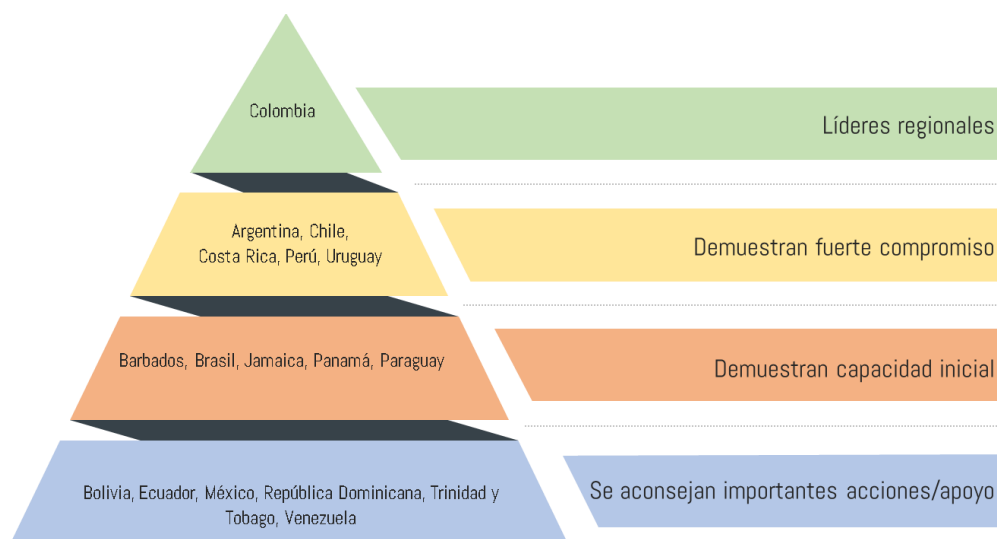 Colombia
Líderes regionales
Argentina, Chile,
Costa Rica, Perú, Uruguay
Demuestran fuerte compromiso
Barbados, Brasil, Jamaica, Panamá, Paraguay
Demuestran capacidad inicial
Bolivia, Ecuador, México, República Dominicana, Trinidad y
Tobago, Venezuela
Se aconsejan importantes acciones/apoyo